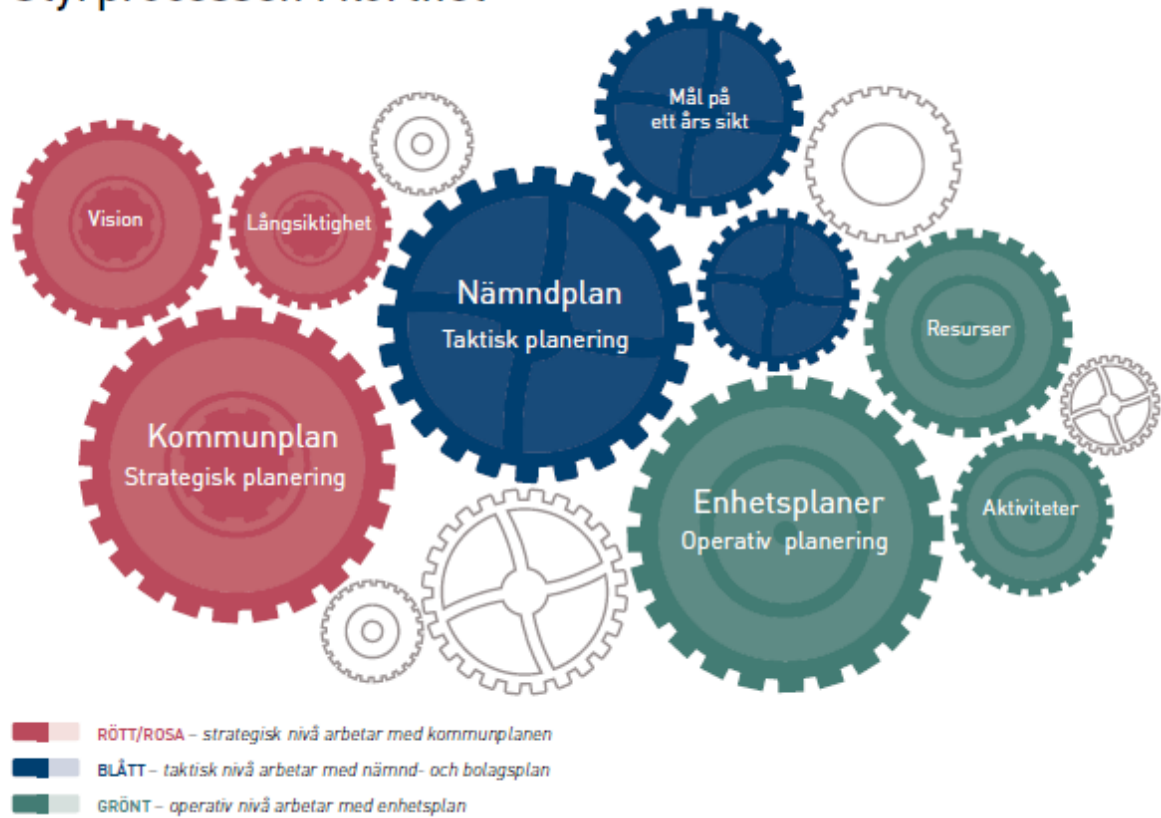 Vision
Långsiktighet
Mål på
ett års sikt
Nämndplan
Taktisk planering
Resurser
Kommunplan
Strategisk planering
Enhetsplaner
Operativ planering
Aktiviteter
RÖTT/ROSA – strategisk nivå arbetar med kommunplanen
BLÅTT – taktisk nivå arbetar med nämnd- och bolagsplan
GRÖNT – operativ nivå arbetar med enhetsplan